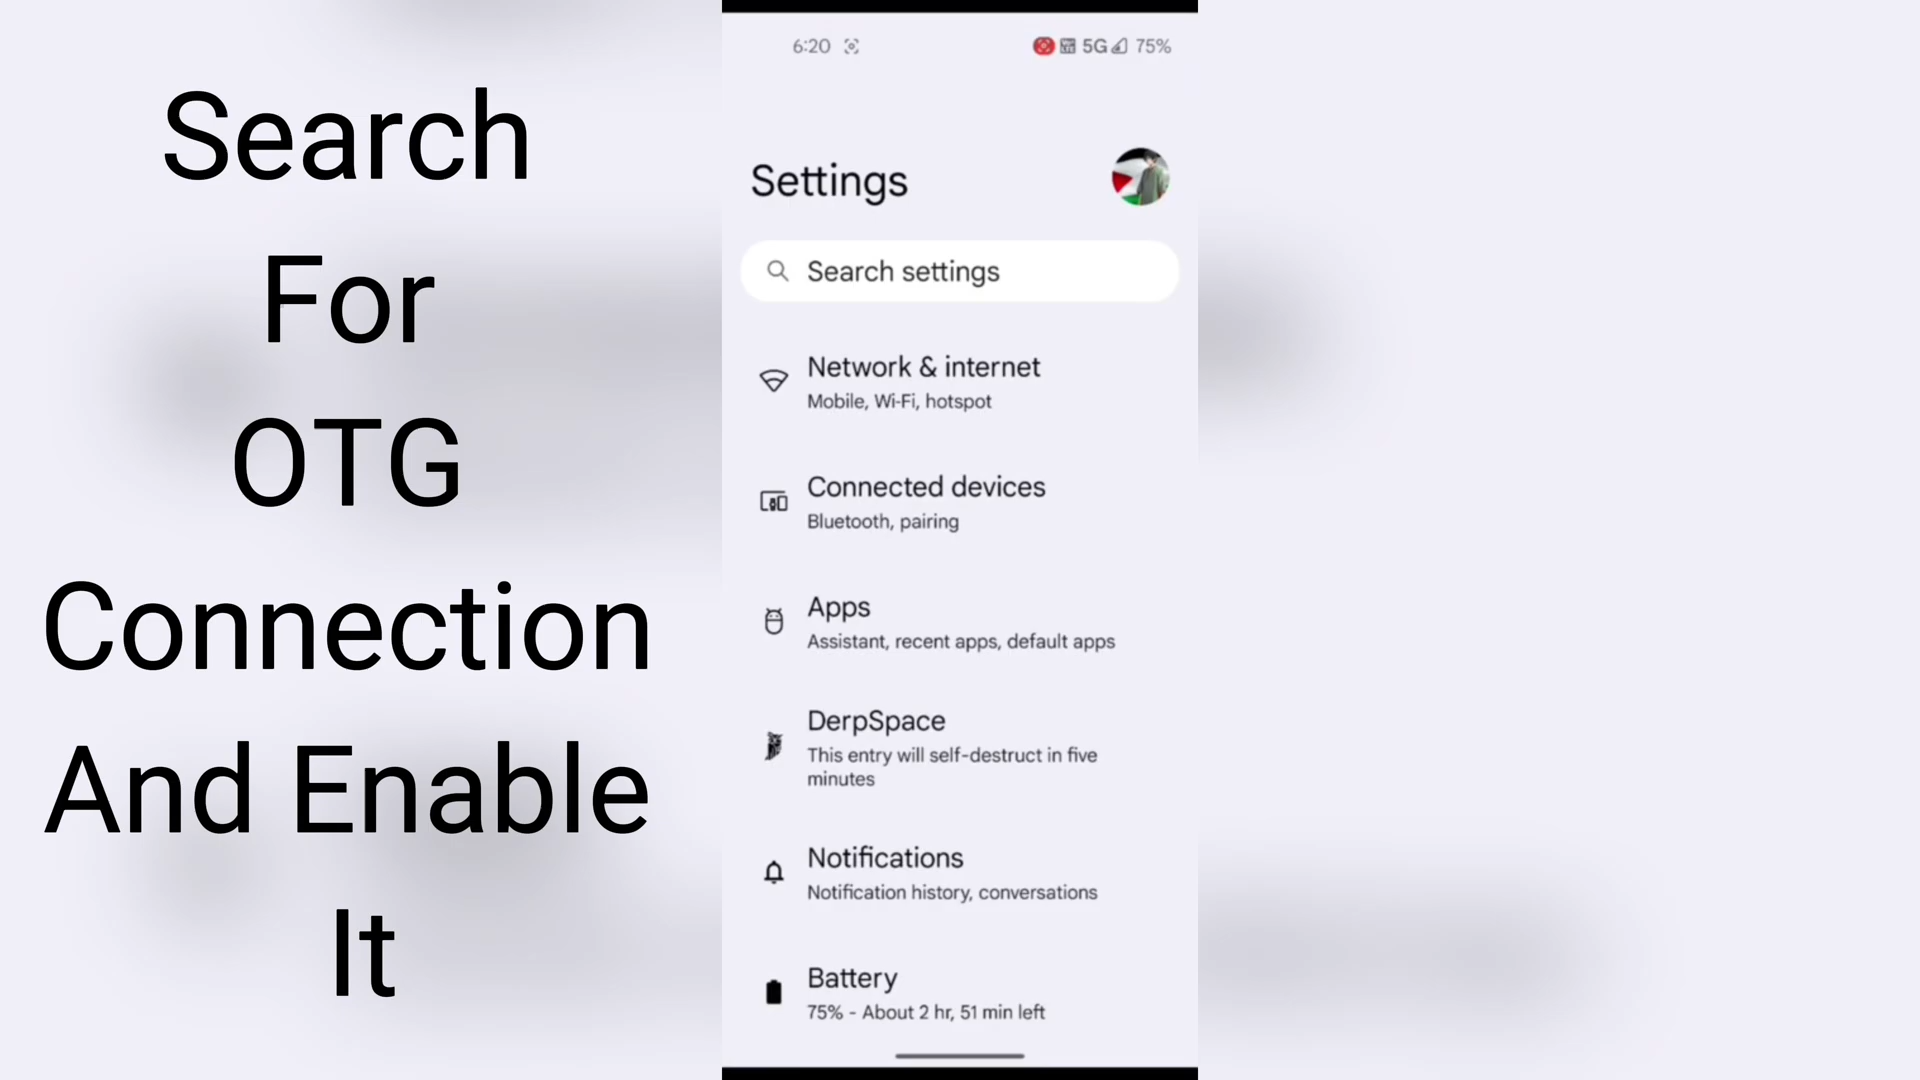 Search
For
OTG
Connection
And Enable
It
6:20
5G 75%
Settings
Search settings
Network & internet
Mobile, Wi-Fi, hotspot
Connected devices
Bluetooth, pairing
Apps
Assistant, recent apps, default apps
DerpSpace
This entry will self-destruct in five
minutes
Notifications
Notification history, conversations
Battery
75% - About 2 hr, 51 min left